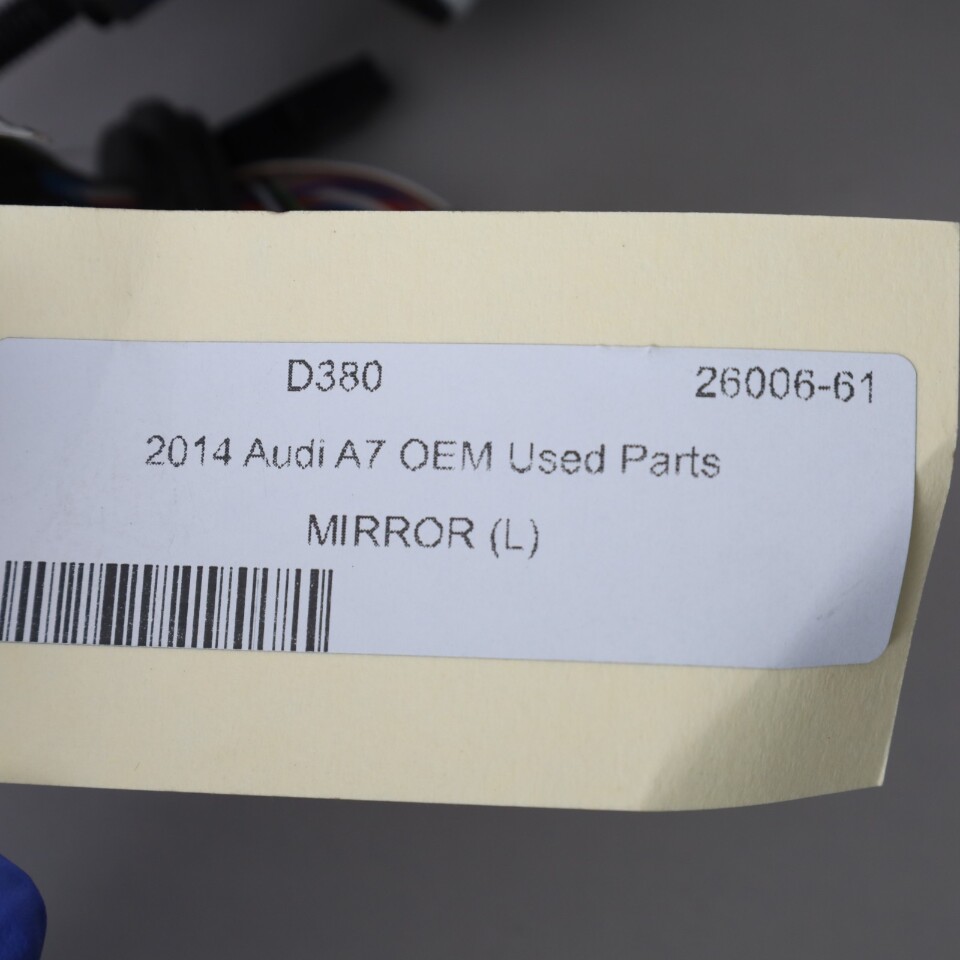 D380 26006-61
2014 Audi A7 OEM Used Parts
MIRROR (L)